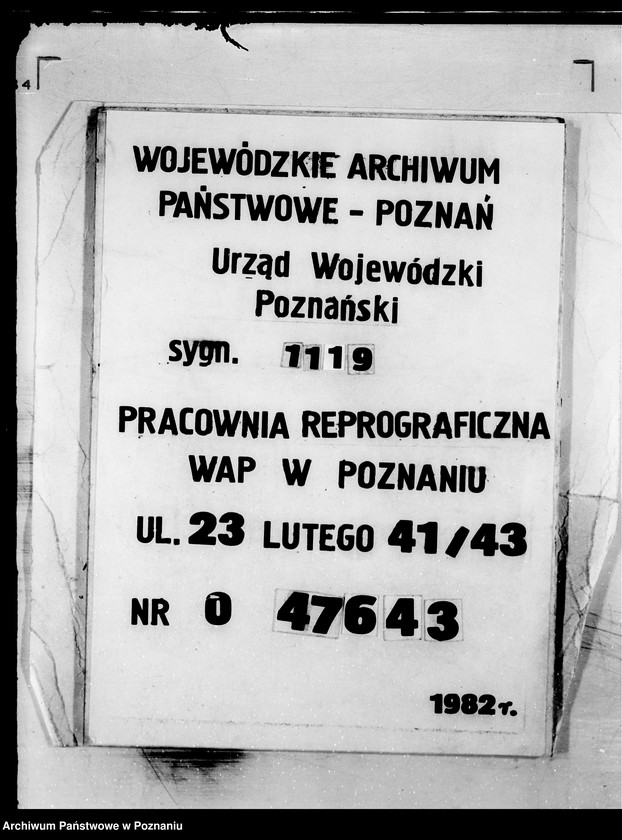 4
WOJEWÓDZKIE ARCHIWUM
PAŃSTWOWE - POZNAŃ
Urząd Wojewódzki
Poznański
sygn. 1119
PRACOWNIA REPROGRAFICZNA
WAP W POZNANIU
UL. 23 LUTEGO 41/43
NR 0 47643
1982 r.
Archiwum Państwowe w Poznaniu